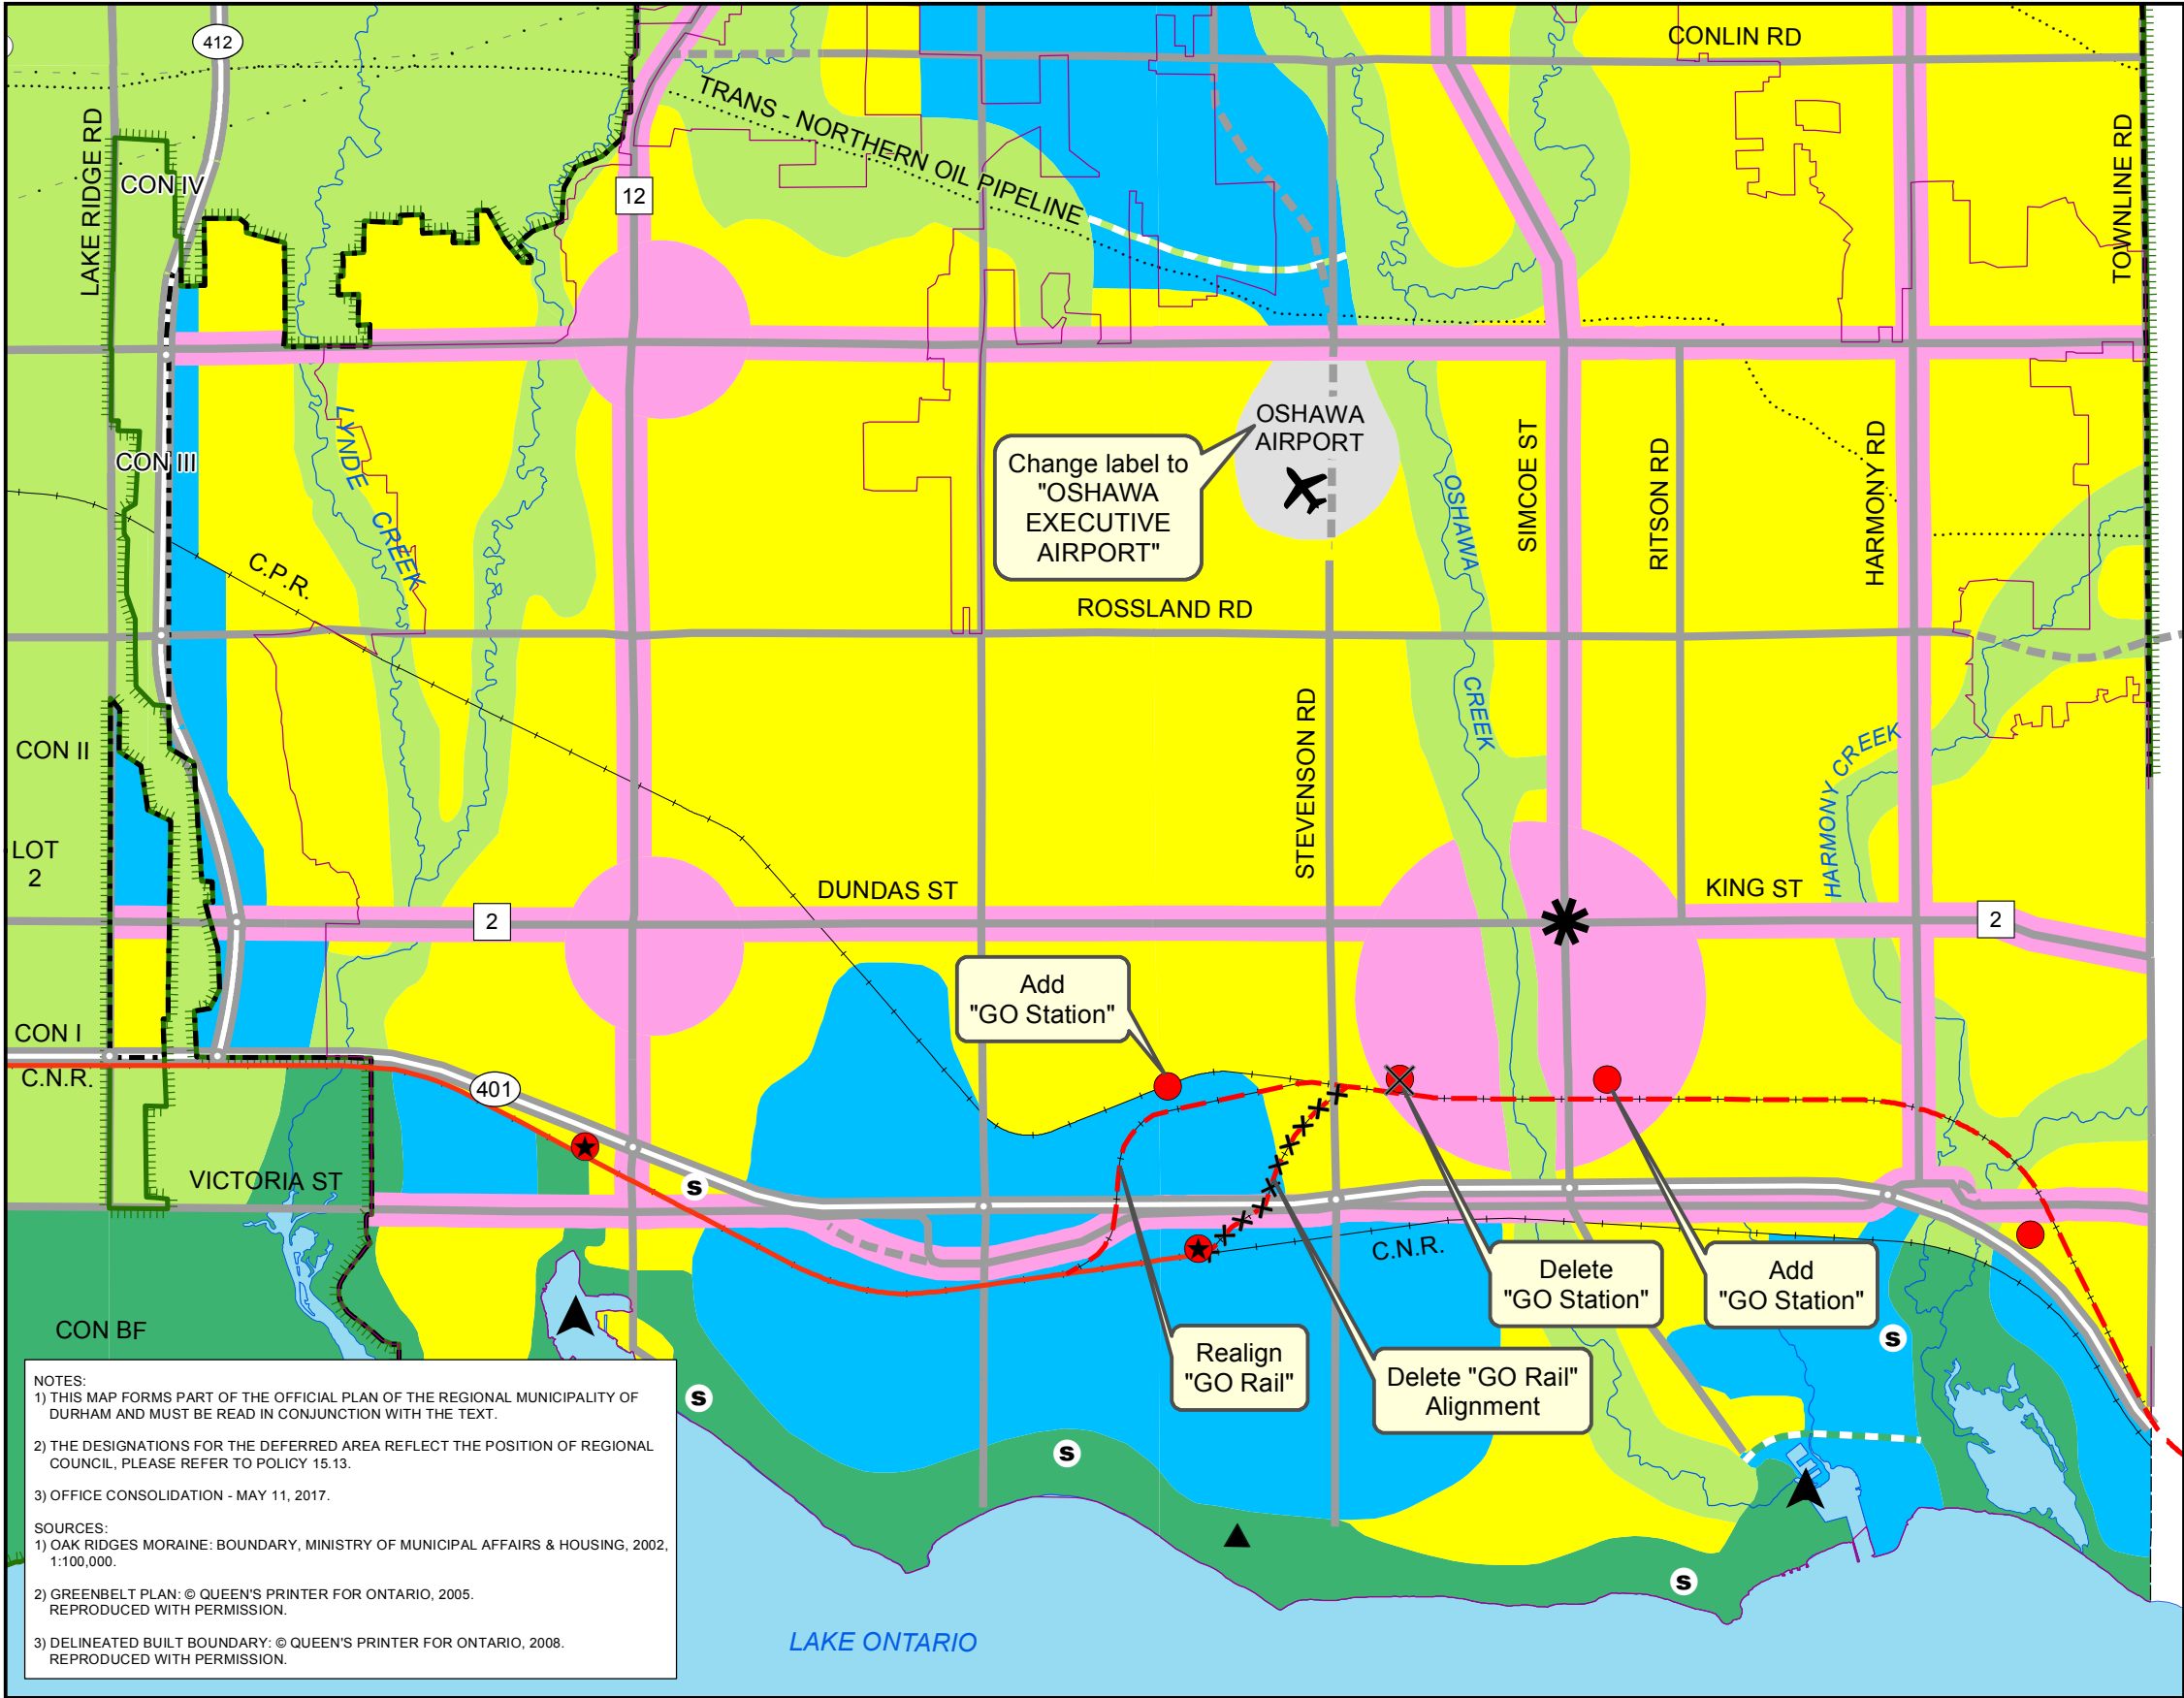 412
CONLIN RD
TRANS - NORTHERN OIL PIPELINE
LAKE RIDGE RD
TOWNLINE RD
CON IV
12
OSHAWA
AIRPORT
Change label to
"OSHAWA
EXECUTIVE
AIRPORT"
LYNDE
CREEK
CON III
SIMCOE ST
RITSON RD
HARMONY RD
OSHAWA
CREEK
C.P.R.
ROSSLAND RD
STEVENSON RD
CON II
HARMONY CREEK
LOT
2
DUNDAS ST
KING ST
2
2
Add
"GO Station"
CON I
C.N.R.
401
VICTORIA ST
S
C.N.R.
Delete
"GO Station"
Add
"GO Station"
CON BF
Realign
"GO Rail"
Delete "GO Rail"
Alignment
S
S
S
S
NOTES:
1) THIS MAP FORMS PART OF THE OFFICIAL PLAN OF THE REGIONAL MUNICIPALITY OF
DURHAM AND MUST BE READ IN CONJUNCTION WITH THE TEXT.
2) THE DESIGNATIONS FOR THE DEFERRED AREA REFLECT THE POSITION OF REGIONAL
COUNCIL, PLEASE REFER TO POLICY 15.13.
3) OFFICE CONSOLIDATION - MAY 11, 2017.
SOURCES:
1) OAK RIDGES MORAINE: BOUNDARY, MINISTRY OF MUNICIPAL AFFAIRS & HOUSING, 2002,
1:100,000.
2) GREENBELT PLAN: © QUEEN'S PRINTER FOR ONTARIO, 2005.
REPRODUCED WITH PERMISSION.
3) DELINEATED BUILT BOUNDARY: © QUEEN'S PRINTER FOR ONTARIO, 2008.
REPRODUCED WITH PERMISSION.
LAKE ONTARIO